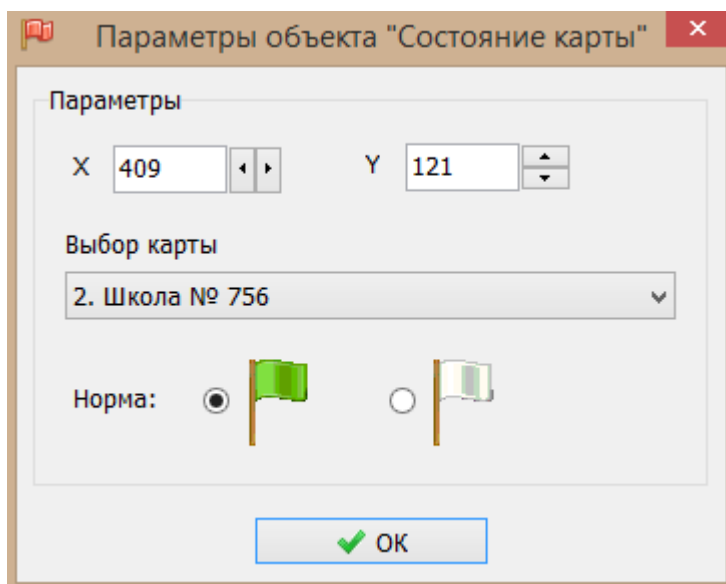 Параметры объекта "Состояние карты"
Параметры
X 409 Y 121
Выбор карты
2. Школа № 756
Норма:
OK